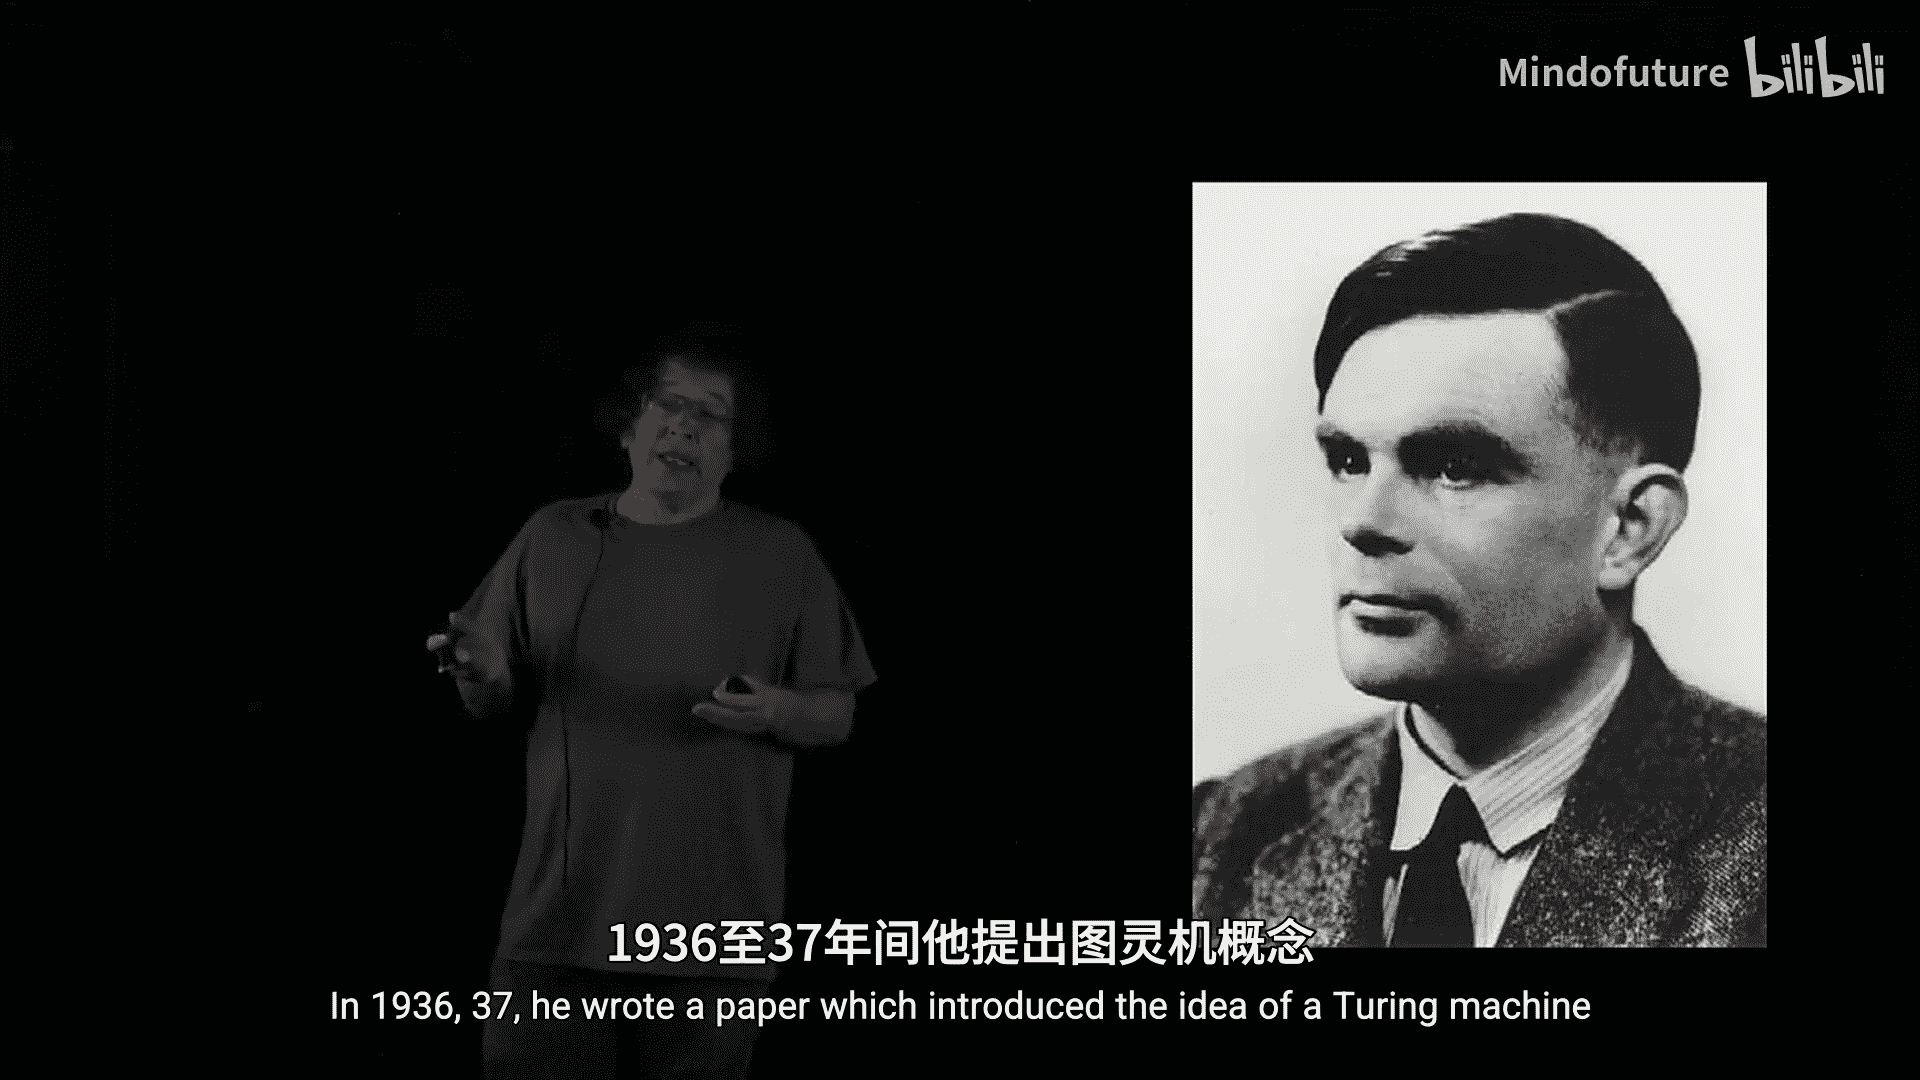 Mindofuture bilibili
1936至37年间他提出图灵机概念
In 1936, 37, he wrote a paper which introduced the idea of a Turing machine